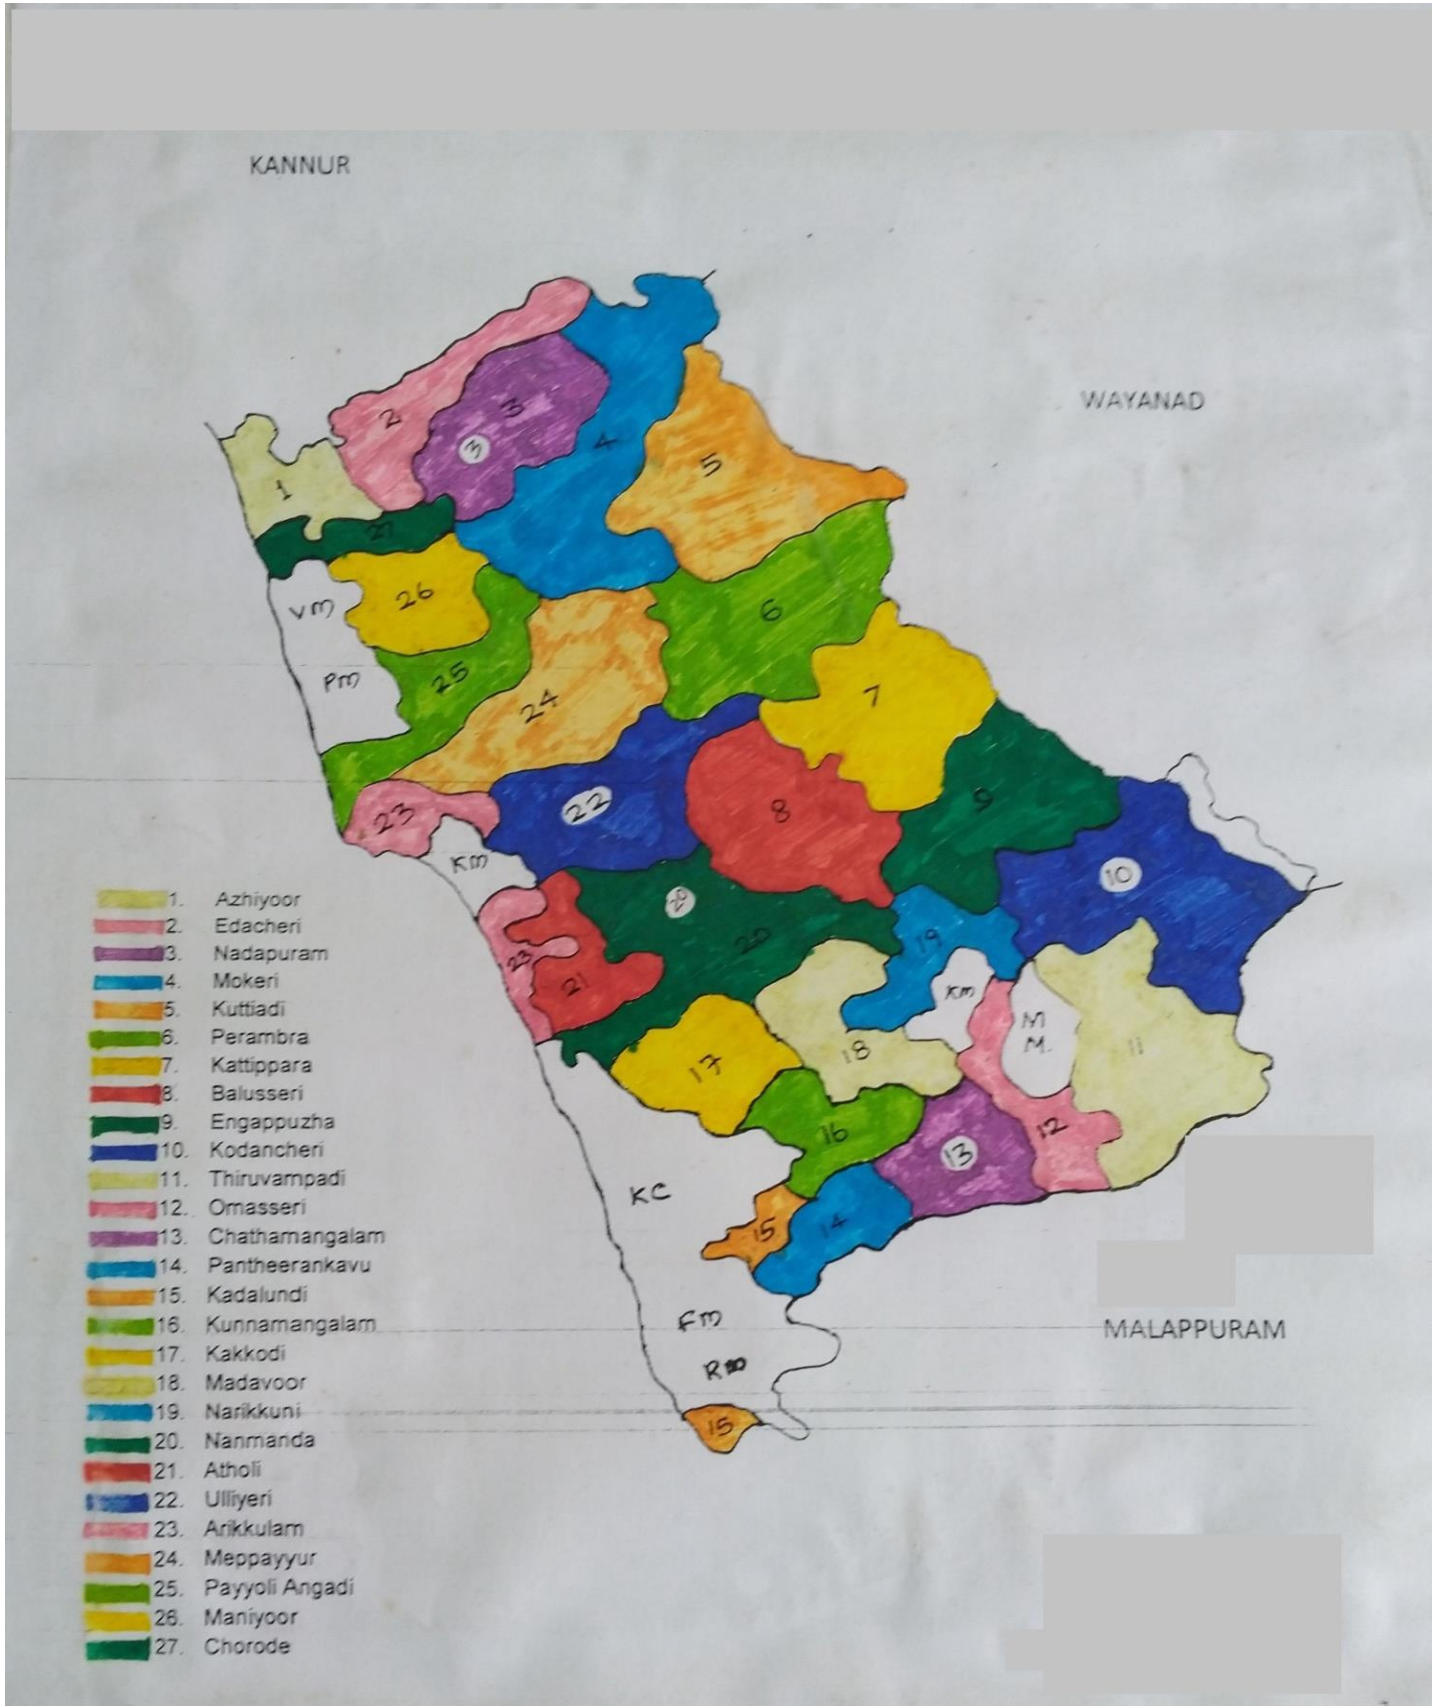 KANNUR
WAYANAD
2
3
3
4
5
1
27
VM
26
6
PM
25
24
7
23
22
8
9
KM
10
20
20
19
23
21
KM
M
M.
17
18
11
16
12
13
KC
15
14
FM
RM
15
MALAPPURAM
1. Azhiyoor
2. Edacheri
3. Nadapuram
4. Mokeri
5. Kuttiadi
6. Perambra
7. Kattippara
8. Balusseri
9. Engappuzha
10. Kodancheri
11. Thiruvampadi
12. Omasseri
13. Chathamangalam
14. Pantheerankavu
15. Kadalundi
16. Kunnamangalam
17. Kakkodi
18. Madavoor
19. Narikkuni
20. Nanmanda
21. Atholi
22. Ulliyeri
23. Arikkulam
24. Meppayyur
25. Payyoli Angadi
26. Maniyoor
27. Chorode